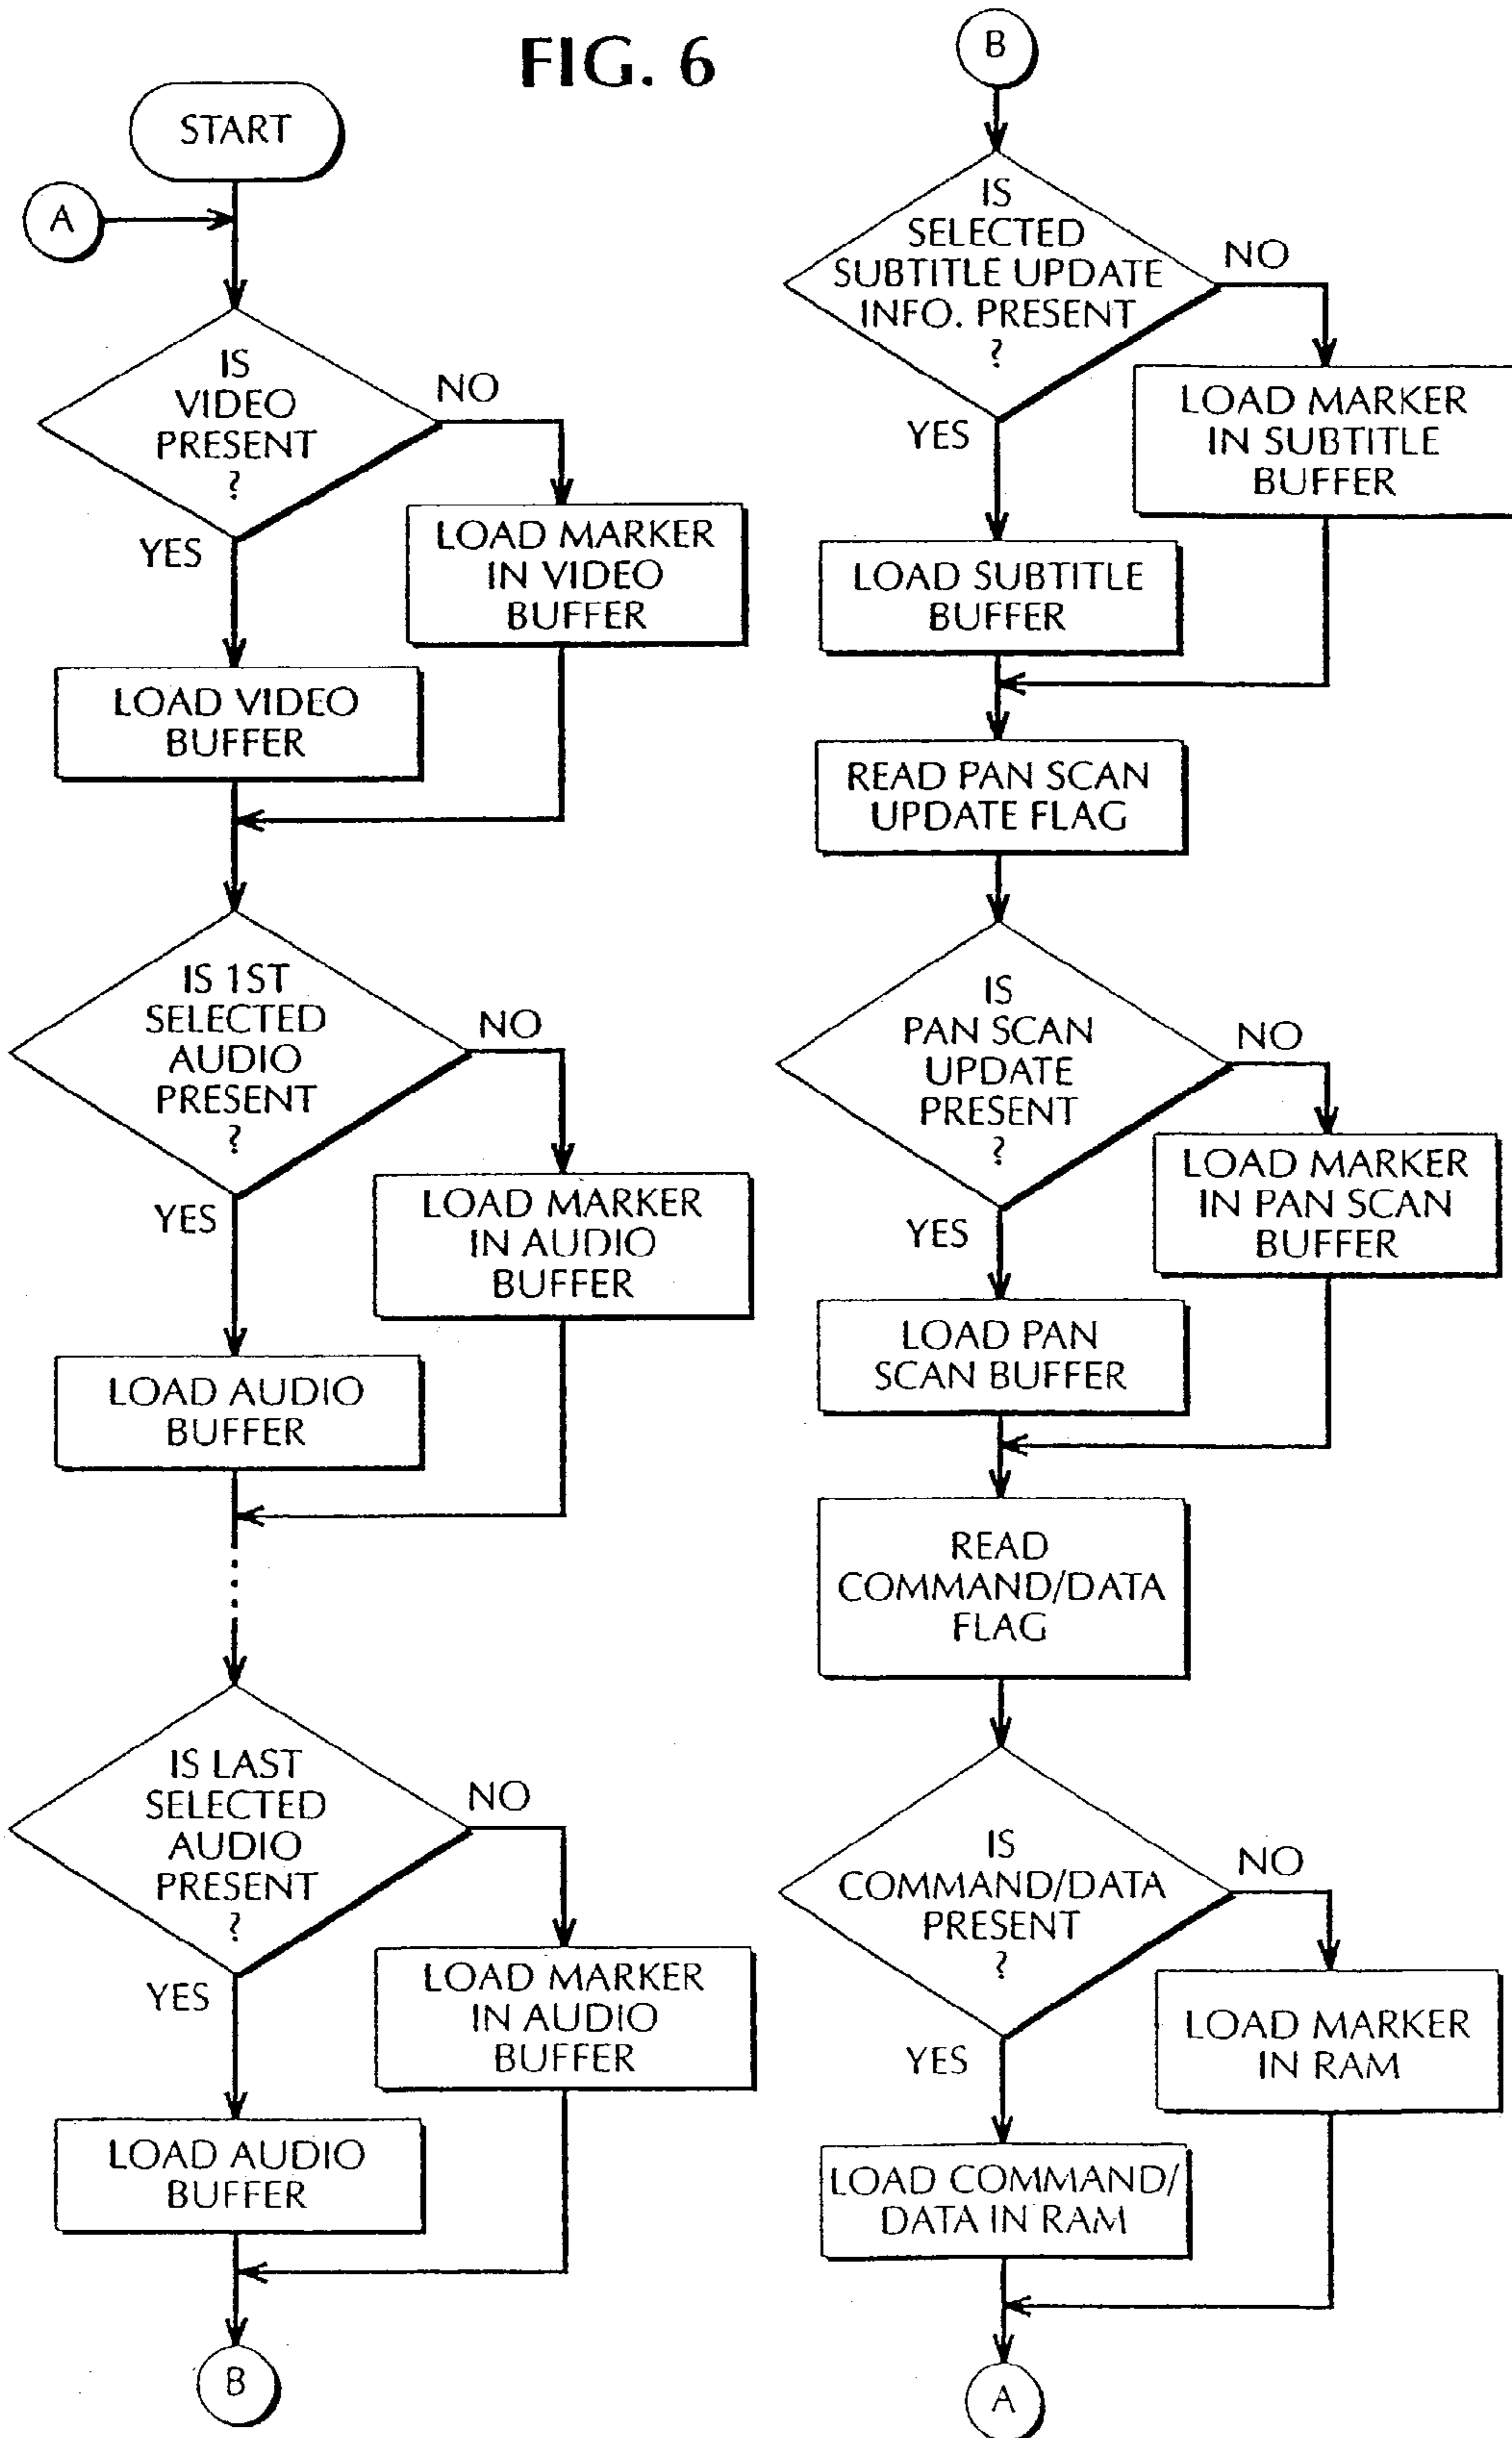 FIG. 6
START
A
IS
VIDEO
PRESENT
?
NO
YES
LOAD MARKER
IN VIDEO
BUFFER
LOAD VIDEO
BUFFER
IS 1ST
SELECTED
AUDIO
PRESENT
?
NO
YES
LOAD MARKER
IN AUDIO
BUFFER
LOAD AUDIO
BUFFER
IS LAST
SELECTED
AUDIO
PRESENT
?
NO
YES
LOAD MARKER
IN AUDIO
BUFFER
LOAD AUDIO
BUFFER
B
B
IS
SELECTED
SUBTITLE UPDATE
INFO. PRESENT
?
NO
YES
LOAD MARKER
IN SUBTITLE
BUFFER
LOAD SUBTITLE
BUFFER
READ PAN SCAN
UPDATE FLAG
IS
PAN SCAN
UPDATE
PRESENT
?
NO
YES
LOAD MARKER
IN PAN SCAN
BUFFER
LOAD PAN
SCAN BUFFER
READ
COMMAND/DATA
FLAG
IS
COMMAND/DATA
PRESENT
?
NO
YES
LOAD MARKER
IN RAM
LOAD COMMAND/
DATA IN RAM
A